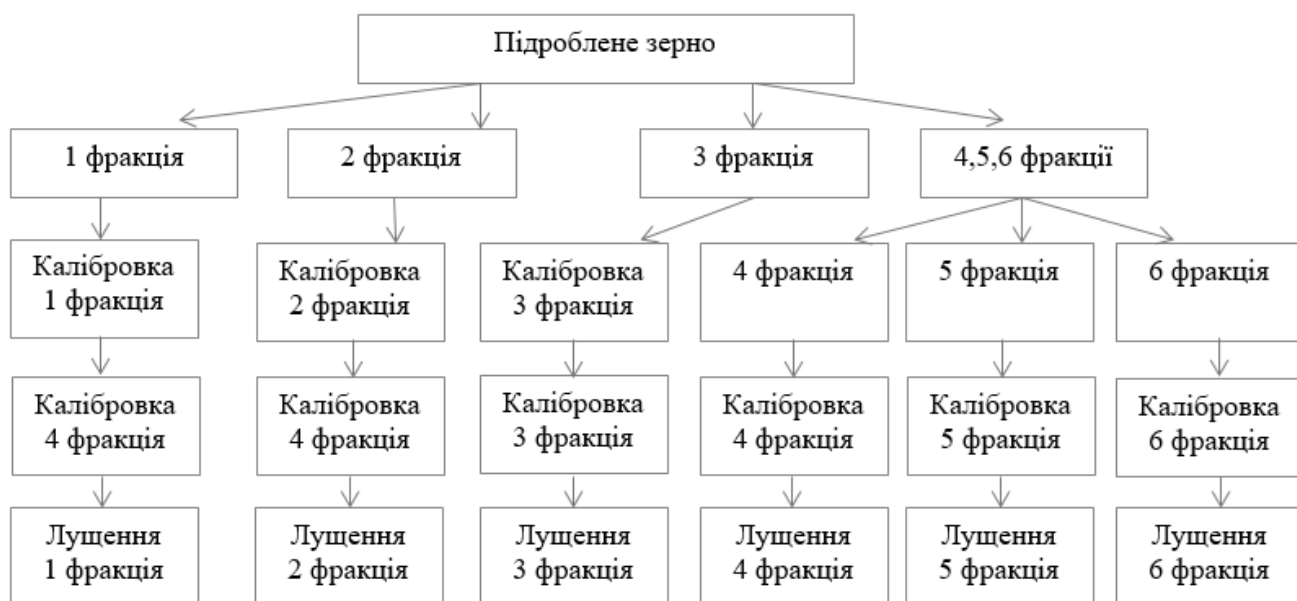 Підроблене зерно
1 фракція
2 фракція
3 фракція
4,5,6 фракції
Калібровка
1 фракція
Калібровка
2 фракція
Калібровка
3 фракція
4 фракція
5 фракція
6 фракція
Калібровка
4 фракція
Калібровка
4 фракція
Калібровка
3 фракція
Калібровка
4 фракція
Калібровка
5 фракція
Калібровка
6 фракція
Лущення
1 фракція
Лущення
2 фракція
Лущення
3 фракція
Лущення
4 фракція
Лущення
5 фракція
Лущення
6 фракція